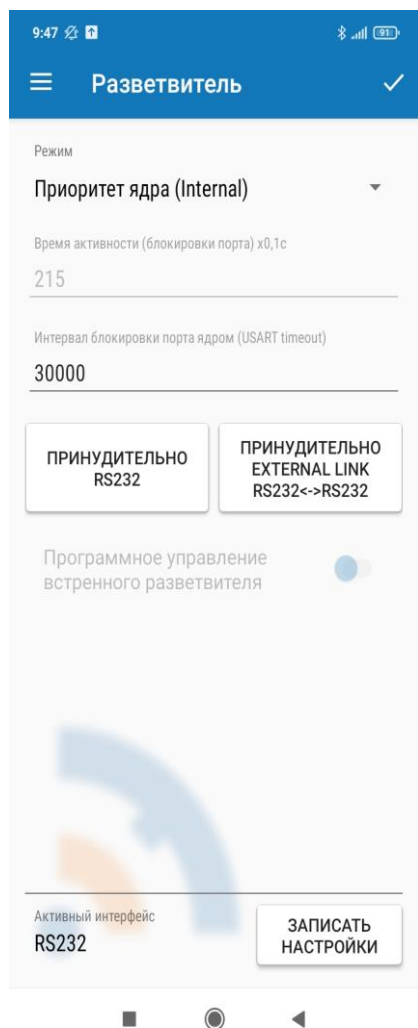 9:47
91
Разветвитель
Режим
Приоритет ядра (Internal)
Время активности (блокировки порта) x0,1с
215
Интервал блокировки порта ядром (USART timeout)
30000
ПРИНУДИТЕЛЬНО
RS232
ПРИНУДИТЕЛЬНО
EXTERNAL LINK
RS232<->RS232
Программное управление
встренного разветвителя
Активный интерфейс
RS232
ЗАПИСАТЬ
НАСТРОЙКИ